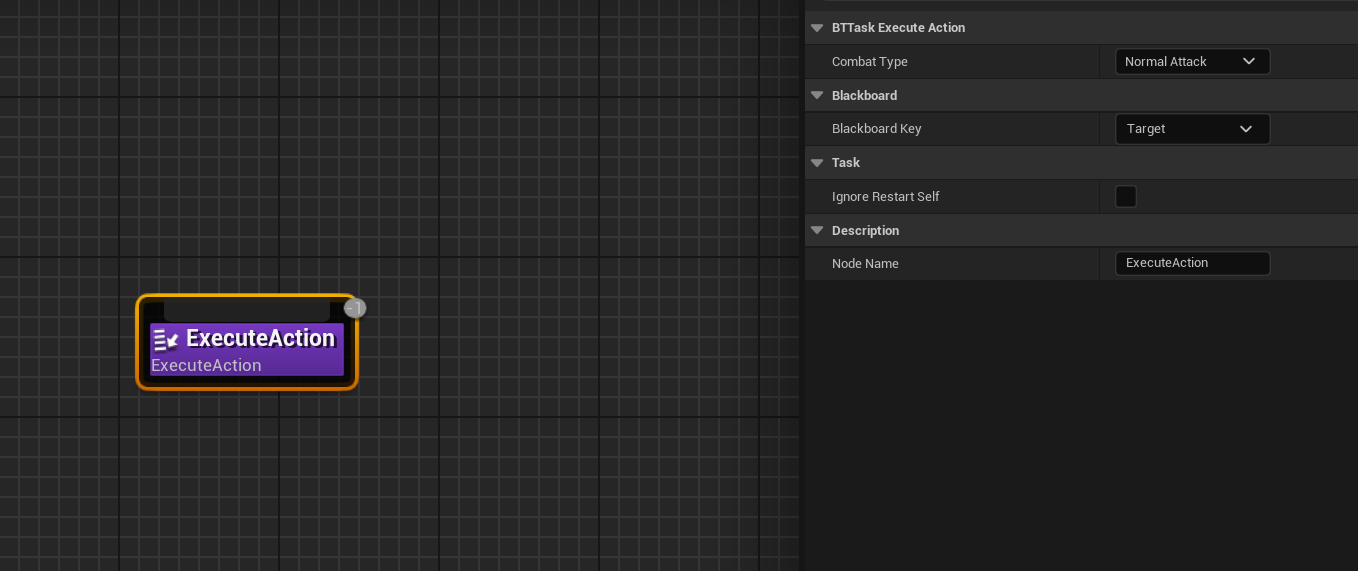 BTTask Execute Action
Combat Type
Normal Attack
Blackboard
Blackboard Key
Target
Task
Ignore Restart Self
Description
Node Name
ExecuteAction
-1
ExecuteAction
ExecuteAction